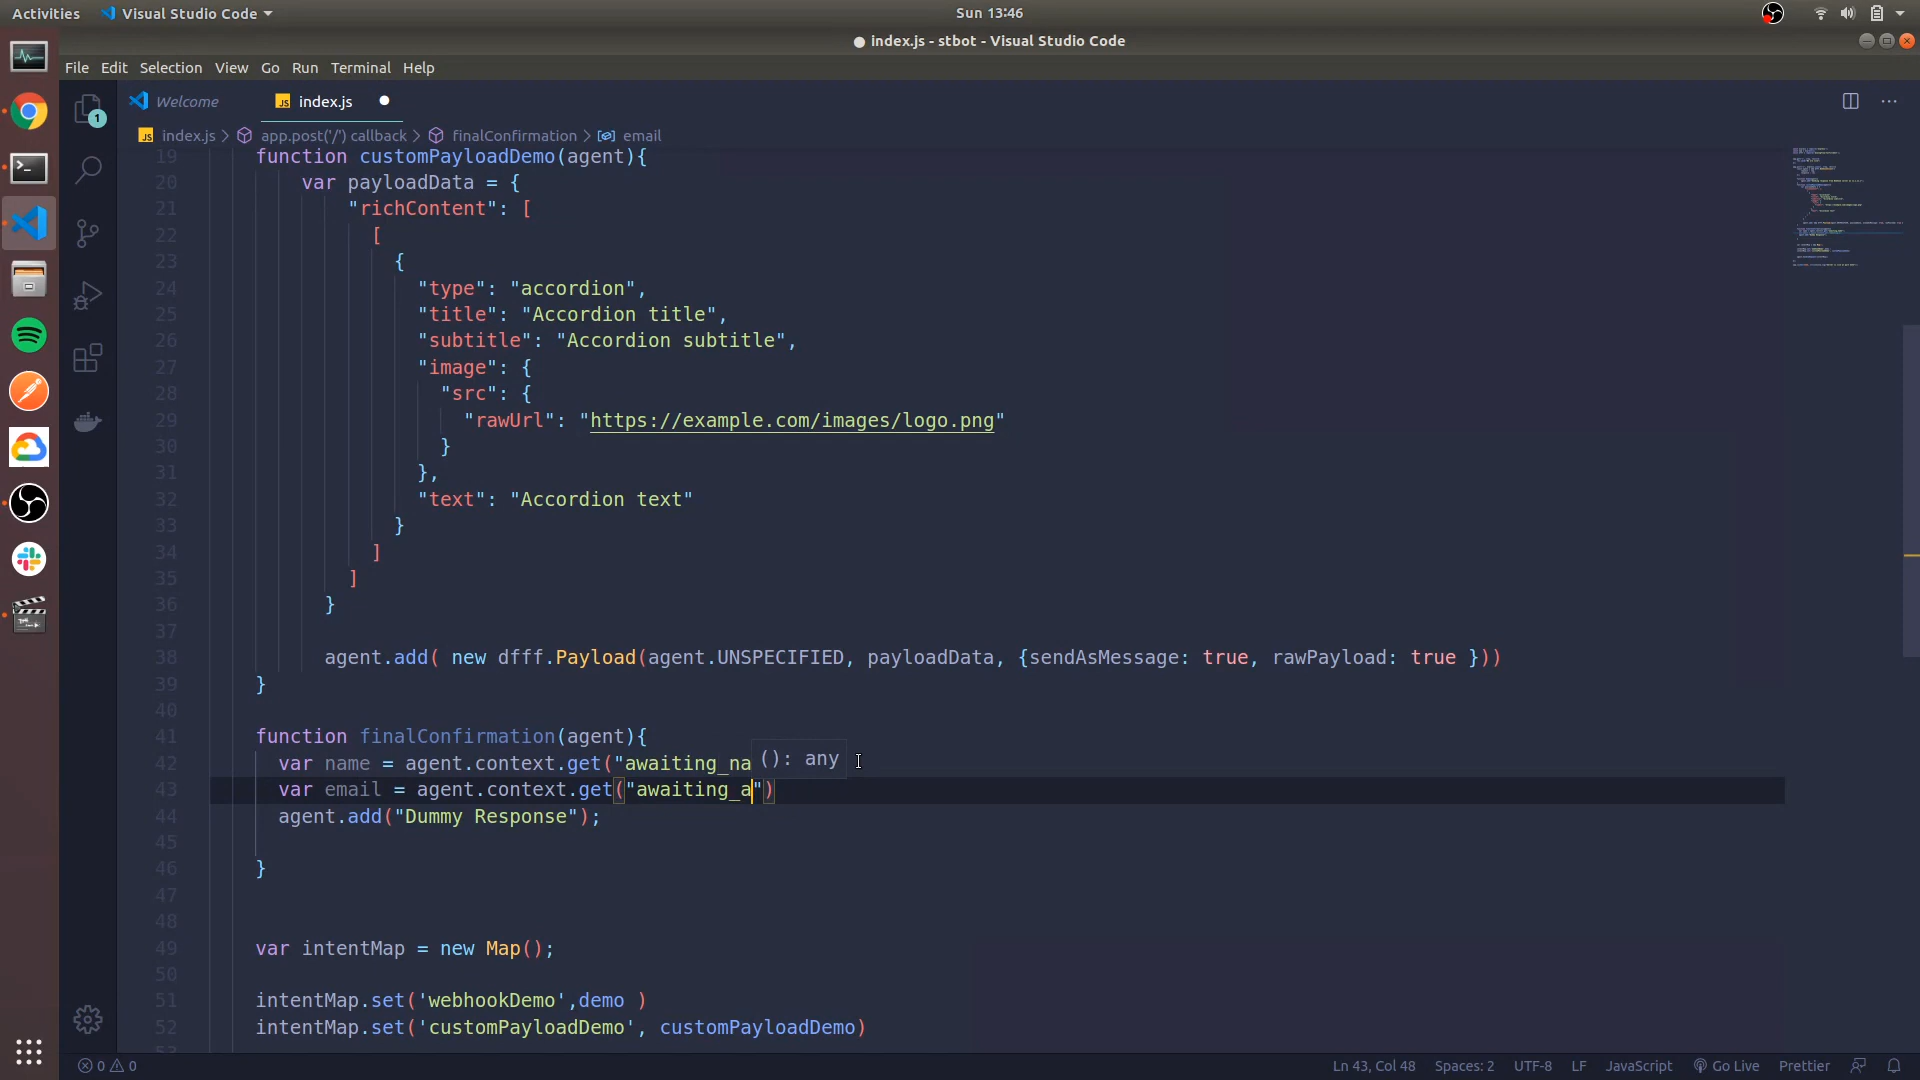 Activities Visual Studio Code Sun 13:46
index.js - stbot - Visual Studio Code
File Edit Selection View Go Run Terminal Help
Welcome JS index.js
JS index.js > app.post('/') callback > finalConfirmation > email
19 function customPayloadDemo(agent){
20 var payloadData = {
21 "richContent": [
22 [
23 {
24 "type": "accordion",
25 "title": "Accordion title",
26 "subtitle": "Accordion subtitle",
27 "image": {
28 "src": {
29 "rawUrl": "https://example.com/images/logo.png"
30 }
31 },
32 "text": "Accordion text"
33 }
34 ]
35 ]
36 }
37
38 agent.add( new dfff.Payload(agent.UNSPECIFIED, payloadData, {sendAsMessage: true, rawPayload: true }))
39 }
40
41 function finalConfirmation(agent){
42 var name = agent.context.get("awaiting_na (): any
43 var email = agent.context.get("awaiting_a")
44 agent.add("Dummy Response");
45
46 }
47
48
49 var intentMap = new Map();
50
51 intentMap.set('webhookDemo',demo )
52 intentMap.set('customPayloadDemo', customPayloadDemo)
53
0 0 Ln 43, Col 48 Spaces: 2 UTF-8 LF JavaScript Go Live Prettier
1